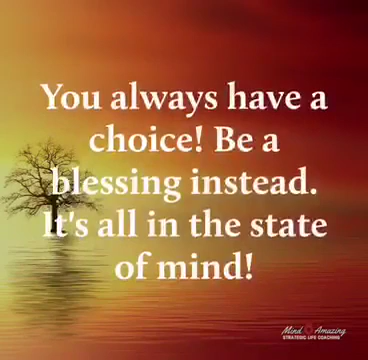 You always have a
choice! Be a
blessing instead.
It's all in the state
of mind!
Mind Amazing
STRATEGIC LIFE COACHING